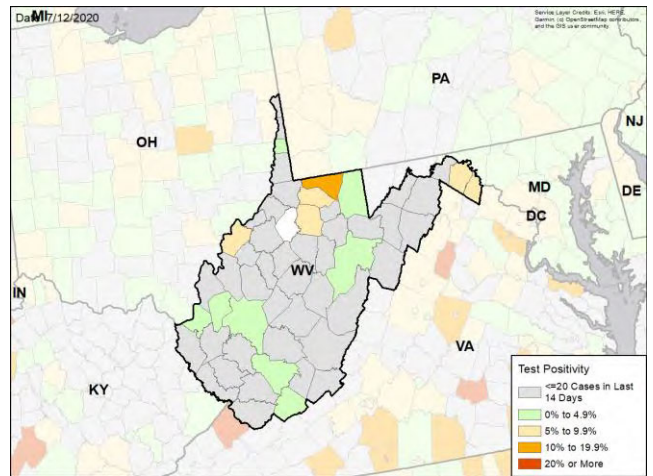 Date: 7/12/2020
Service Layer Credits: Esri, HERE,
Garmin, (c) OpenStreetMap contributors,
and the GIS user community
MI
PA
OH
NJ
MD
DE
DC
WV
IN
VA
KY
Test Positivity
<=20 Cases in Last
14 Days
0% to 4.9%
5% to 9.9%
10% to 19.9%
20% or More